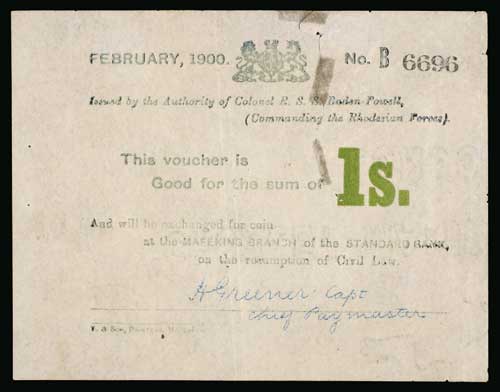 FEBRUARY, 1900. No. B 6696
Issued by the Authority of Colonel R. S. S. Baden-Powell,
(Commanding the Rhodesian Forces).
This voucher is
Good for the sum of 1s.
And will be exchanged for coin
at the MAFEKING BRANCH of the STANDARD BANK,
on the resumption of Civil Law.
H Greener Capt
Chief Paymaster
& Son,